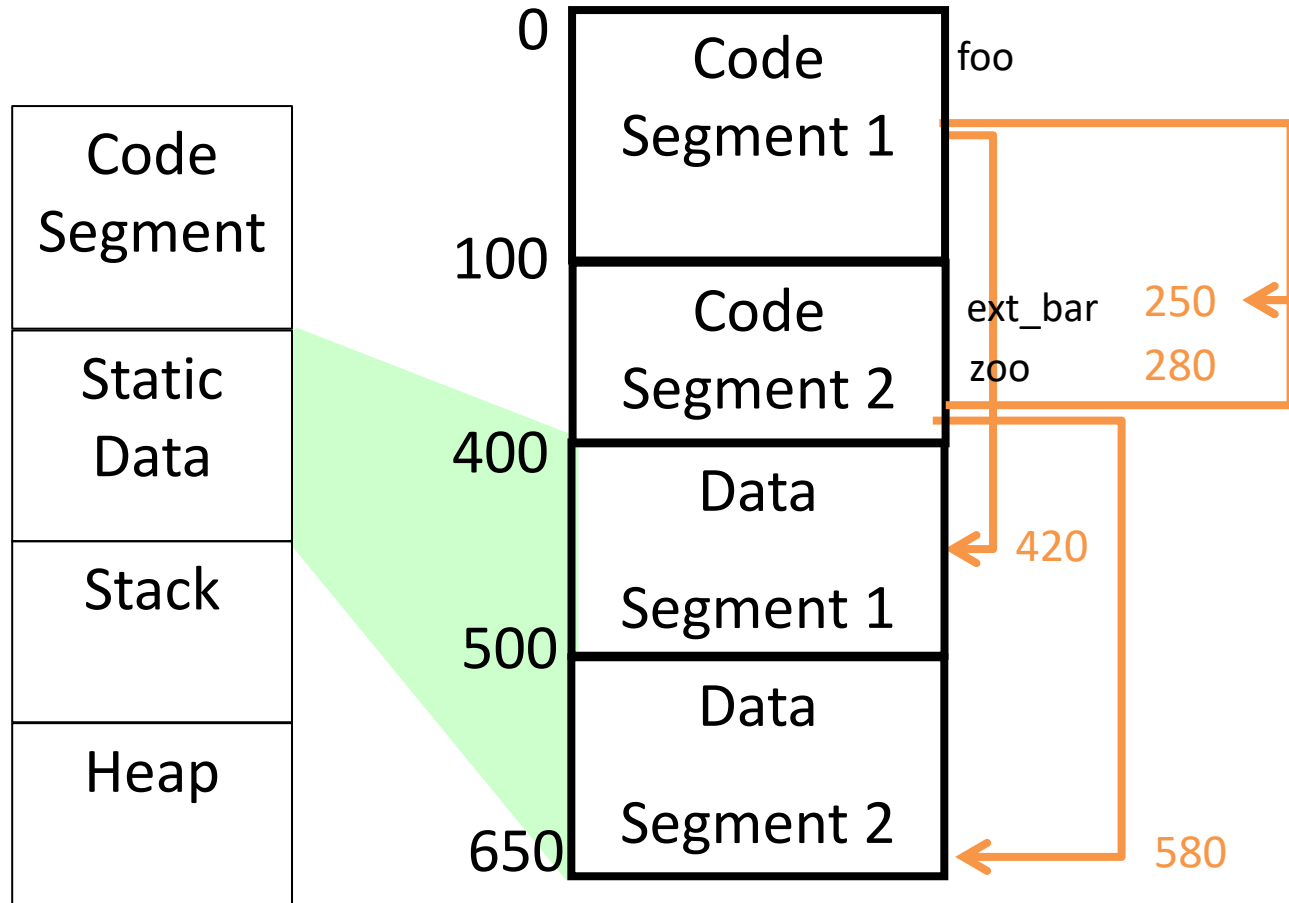 Code
Segment
Static
Data
Stack
Heap
0
Code
Segment 1
foo
100
Code
Segment 2
ext_bar 250
zoo 280
400
Data
Segment 1
420
500
Data
Segment 2
650
580